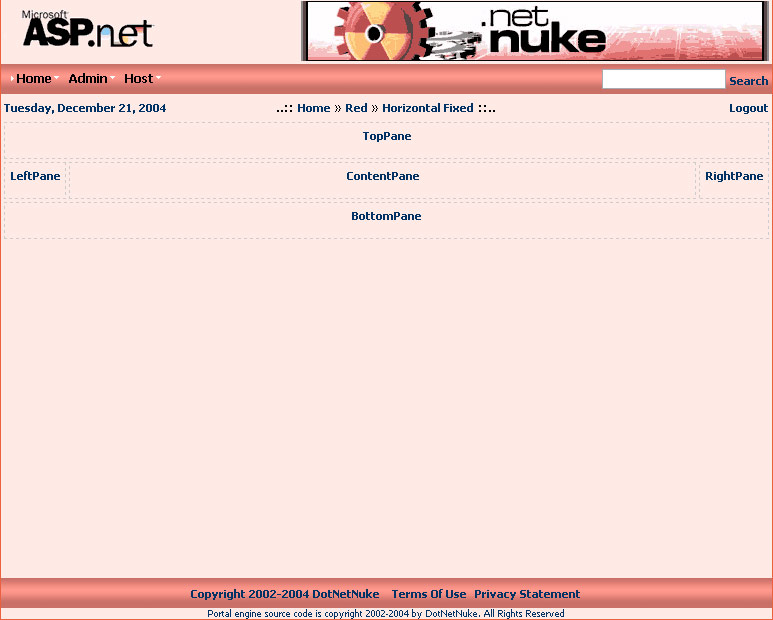 Microsoft
ASP.net
.net
nuke
Home Admin Host Search
Tuesday, December 21, 2004 ..:: Home » Red » Horizontal Fixed ::.. Logout
TopPane
LeftPane ContentPane RightPane
BottomPane
Copyright 2002-2004 DotNetNuke Terms Of Use Privacy Statement
Portal engine source code is copyright 2002-2004 by DotNetNuke. All Rights Reserved